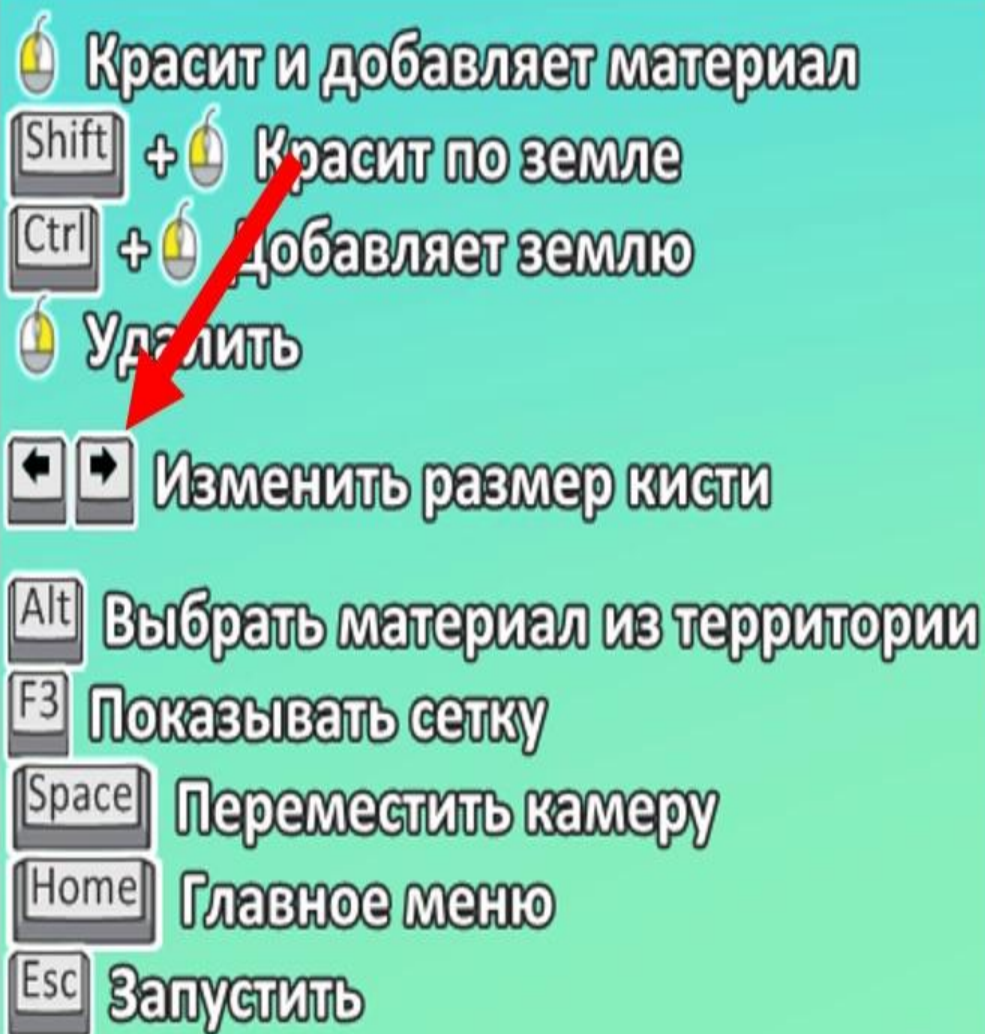 Красит и добавляет материал
Shift + Красит по земле
Ctrl + Добавляет землю
Удалить
← → Изменить размер кисти
Alt Выбрать материал из территории
F3 Показывать сетку
Space Переместить камеру
Home Главное меню
Esc Запустить